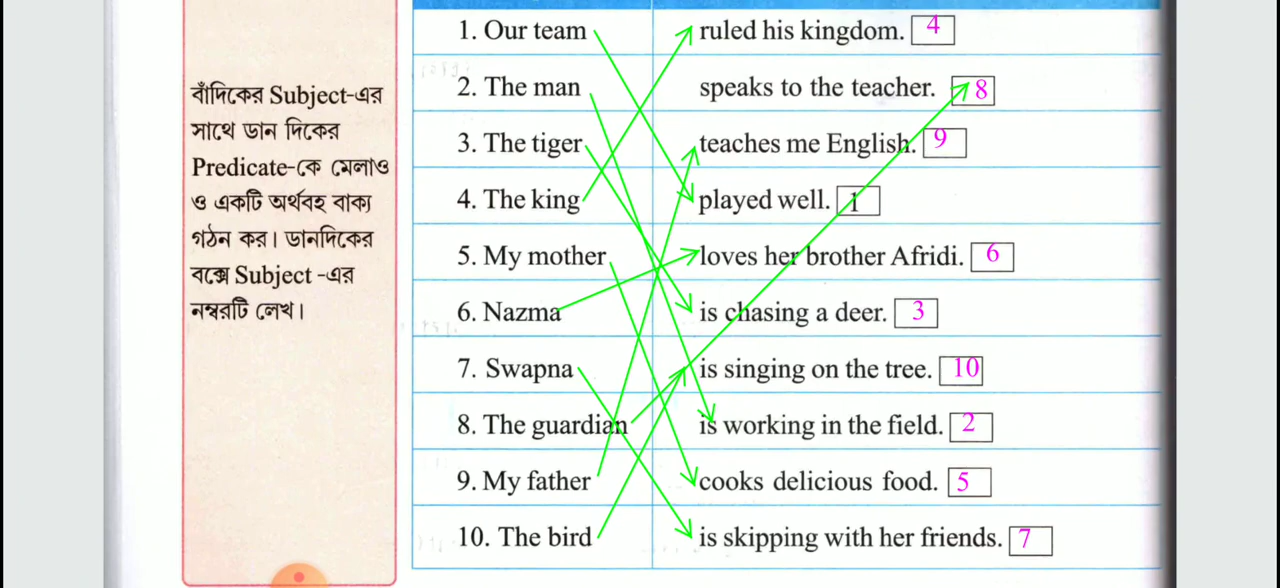 বাঁদিকের Subject-এর
সাথে ডান দিকের
Predicate-কে মেলাও
ও একটি অর্থবহ বাক্য
গঠন কর। ডানদিকের
বক্সে Subject -এর
নম্বরটি লেখ।
1. Our team ruled his kingdom. 4
2. The man speaks to the teacher. 8
3. The tiger teaches me English. 9
4. The king played well. 1
5. My mother loves her brother Afridi. 6
6. Nazma is chasing a deer. 3
7. Swapna is singing on the tree. 10
8. The guardian is working in the field. 2
9. My father cooks delicious food. 5
10. The bird is skipping with her friends. 7